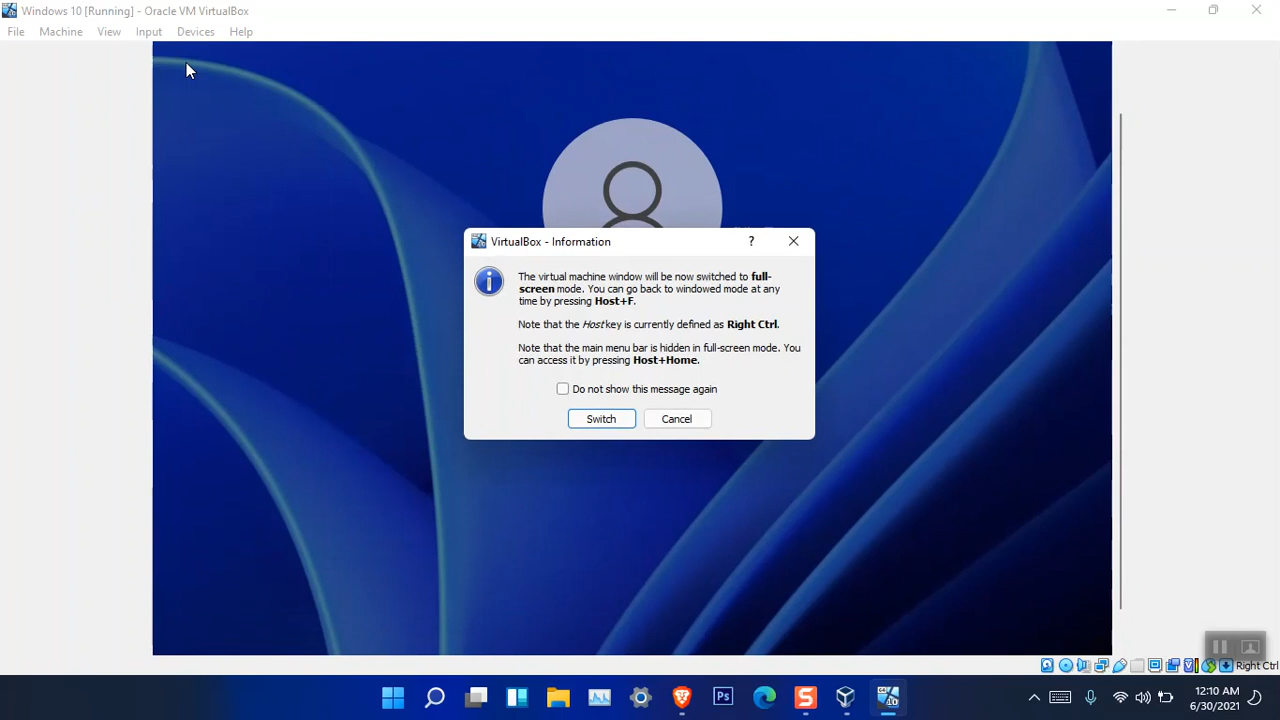 Windows 10 [Running] - Oracle VM VirtualBox
File Machine View Input Devices Help
VirtualBox - Information
?
The virtual machine window will be now switched to full-
screen mode. You can go back to windowed mode at any
time by pressing Host+F.
Note that the Host key is currently defined as Right Ctrl.
Note that the main menu bar is hidden in full-screen mode. You
can access it by pressing Host+Home.
Do not show this message again
Switch Cancel
Right Ctrl
Ps
S
10
12:10 AM
6/30/2021